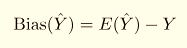 Bias(Ŷ) = E(Ŷ) − Y